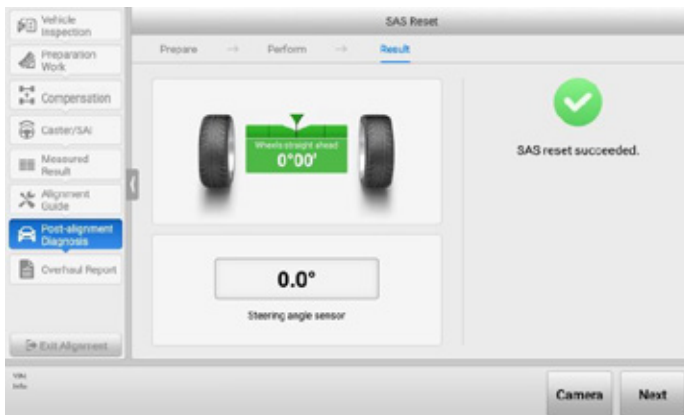 SAS Reset
Vehicle
Inspection
Preparation
Work
Compensation
Caster/SAI
Measured
Result
Alignment
Guide
Post-alignment
Diagnosis
Overhaul Report
Exit Alignment
Prepare → Perform → Result
Wheels straight ahead
0°00'
0.0°
Steering angle sensor
SAS reset succeeded.
VIN:
Info:
Camera
Next